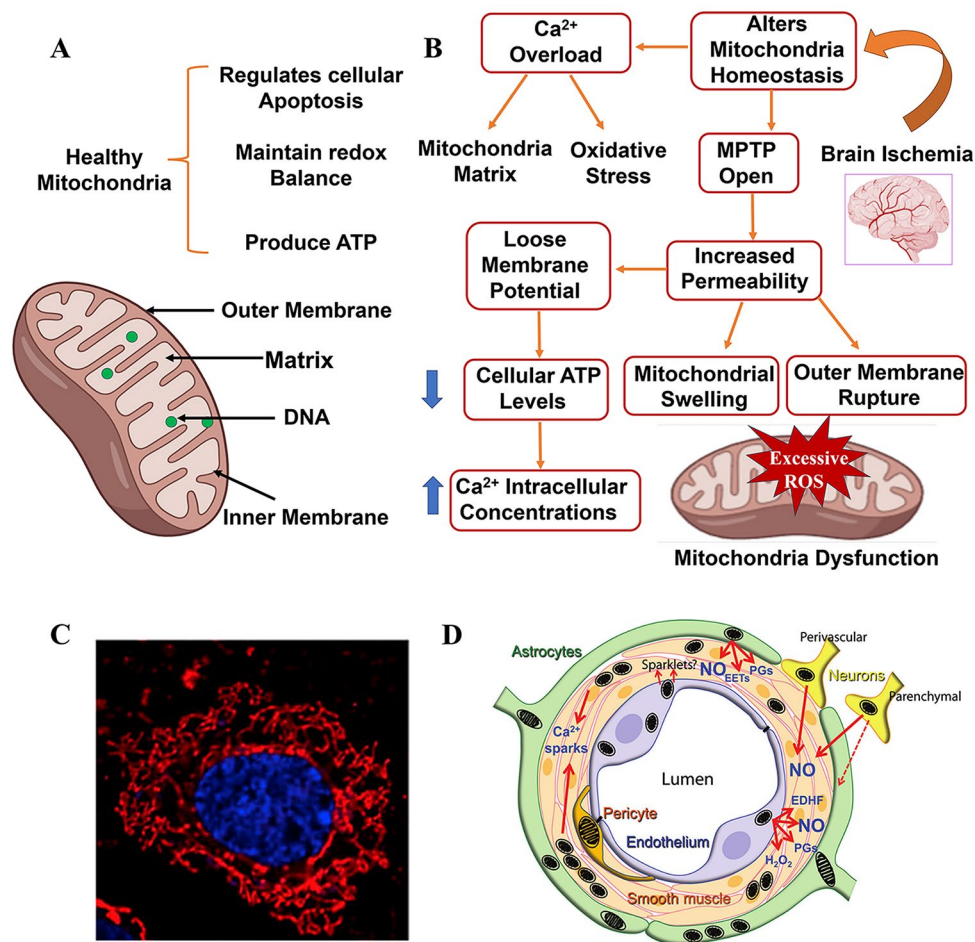 A
Healthy
Mitochondria
Regulates cellular
Apoptosis
Maintain redox
Balance
Produce ATP
Outer Membrane
Matrix
DNA
Inner Membrane
B
Ca²⁺
Overload
Alters
Mitochondria
Homeostasis
Mitochondria
Matrix
Oxidative
Stress
MPTP
Open
Brain Ischemia
Loose
Membrane
Potential
Increased
Permeability
Cellular ATP
Levels
Mitochondrial
Swelling
Outer Membrane
Rupture
Ca²⁺ Intracellular
Concentrations
Excessive
ROS
Mitochondria Dysfunction
C
D
Astrocytes
Sparklets?
NO
EETs
PGs
Perivascular
Neurons
Parenchymal
Ca²⁺
sparks
Lumen
NO
Pericyte
Endothelium
EDHF
NO
PGs
H₂O₂
Smooth muscle